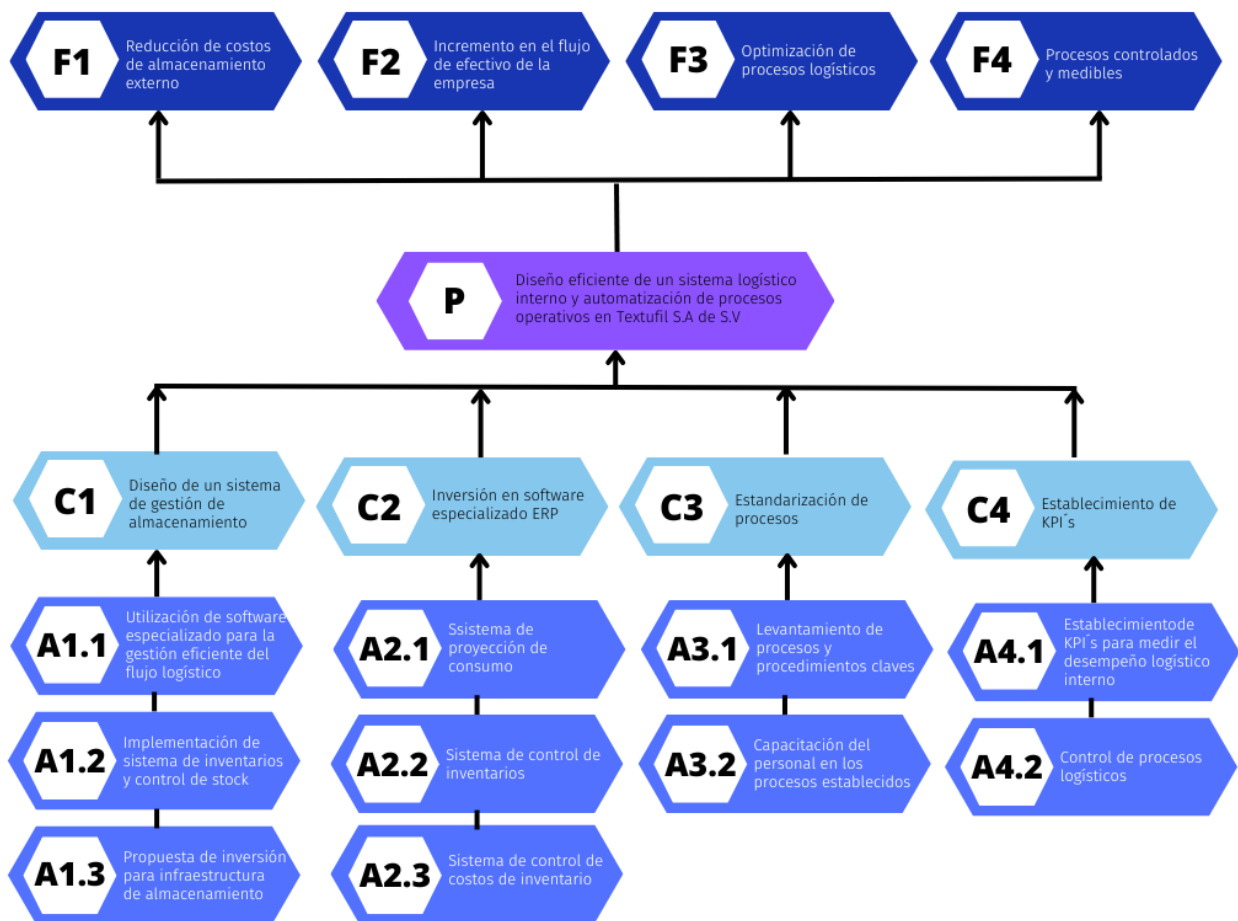 F1
Reducción de costos
de almacenamiento
externo
F2
Incremento en el flujo
de efectivo de la
empresa
F3
Optimización de
procesos logísticos
F4
Procesos controlados
y medibles
P
Diseño eficiente de un sistema logístico
interno y automatización de procesos
operativos en Textufil S.A de S.V
C1
Diseño de un sistema
de gestión de
almacenamiento
C2
Inversión en software
especializado ERP
C3
Estandarización de
procesos
C4
Establecimiento de
KPI´s
A1.1
Utilización de software
especializado para la
gestión eficiente del
flujo logístico
A2.1
Ssistema de
proyección de
consumo
A3.1
Levantamiento de
procesos y
procedimientos claves
A4.1
Establecimientode
KPI´s para medir el
desempeño logístico
interno
A1.2
Implementación de
sistema de inventarios
y control de stock
A2.2
Sistema de control de
inventarios
A3.2
Capacitación del
personal en los
procesos establecidos
A4.2
Control de procesos
logísticos
A1.3
Propuesta de inversión
para infraestructura
de almacenamiento
A2.3
Sistema de control de
costos de inventario